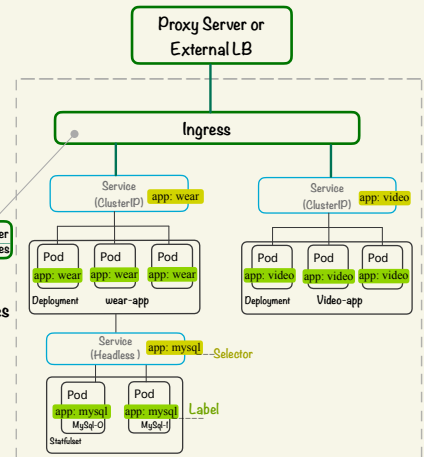 Proxy Server or
External LB
Ingress
Service
(ClusterIP)
app: wear
Service
(ClusterIP)
app: video
Pod
Pod
Pod
app: wear
app: wear
app: wear
Deployment
wear-app
Pod
Pod
Pod
app: video
app: video
app: video
Deployment
Video-app
Service
(Headless )
app: mysql
Selector
Pod
Pod
app: mysql
app: mysql
Label
MySql-0
MySql-1
Statfulset